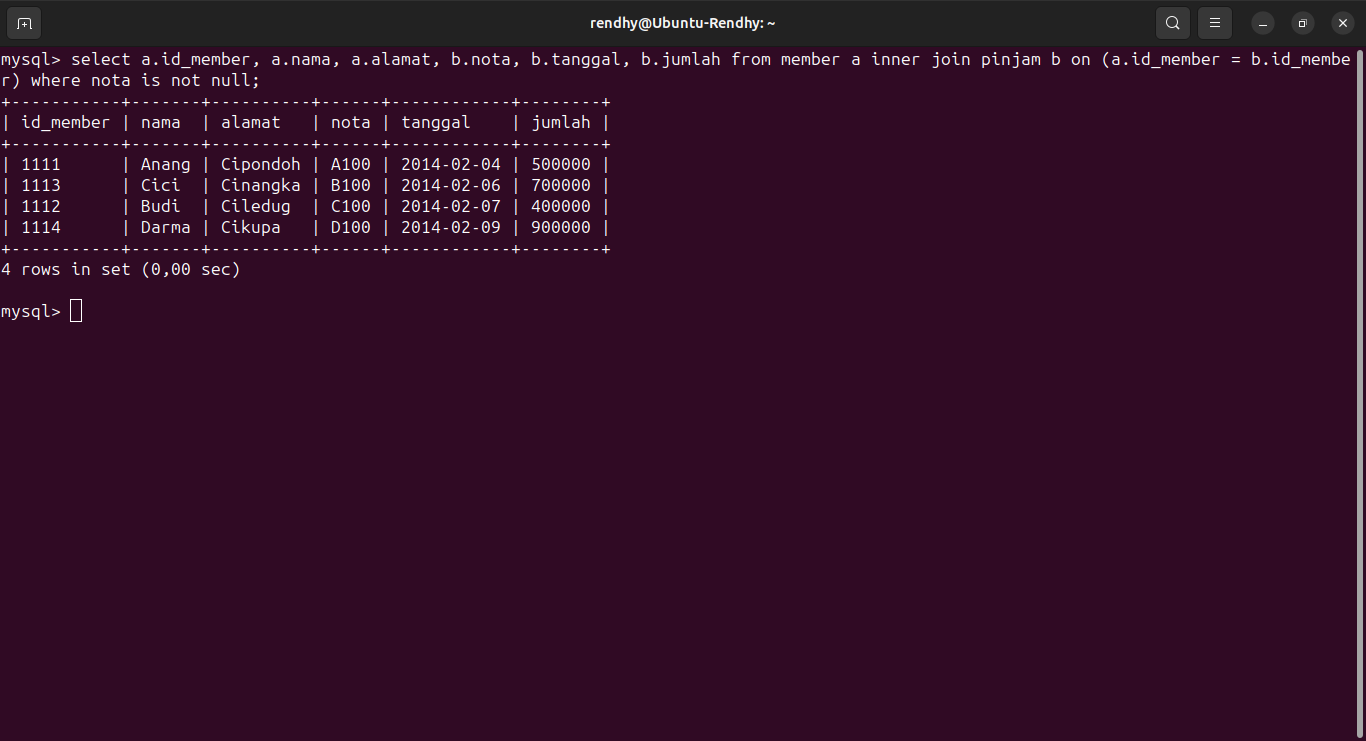 rendhy@Ubuntu-Rendhy: ~
mysql> select a.id_member, a.nama, a.alamat, b.nota, b.tanggal, b.jumlah from member a inner join pinjam b on (a.id_member = b.id_membe
r) where nota is not null;
+-----------+-------+----------+------+------------+--------+
| id_member | nama  | alamat   | nota | tanggal    | jumlah |
+-----------+-------+----------+------+------------+--------+
| 1111      | Anang | Cipondoh | A100 | 2014-02-04 | 500000 |
| 1113      | Cici  | Cinangka | B100 | 2014-02-06 | 700000 |
| 1112      | Budi  | Ciledug  | C100 | 2014-02-07 | 400000 |
| 1114      | Darma | Cikupa   | D100 | 2014-02-09 | 900000 |
+-----------+-------+----------+------+------------+--------+
4 rows in set (0,00 sec)
mysql>